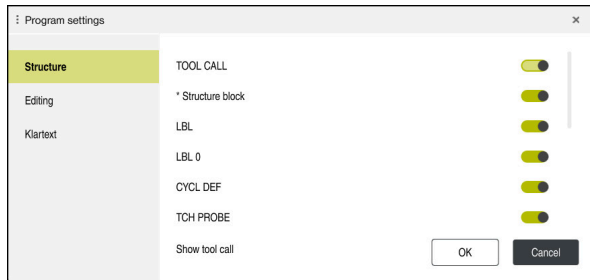 Program settings
Structure
Editing
Klartext
TOOL CALL
* Structure block
LBL
LBL 0
CYCL DEF
TCH PROBE
Show tool call
OK
Cancel